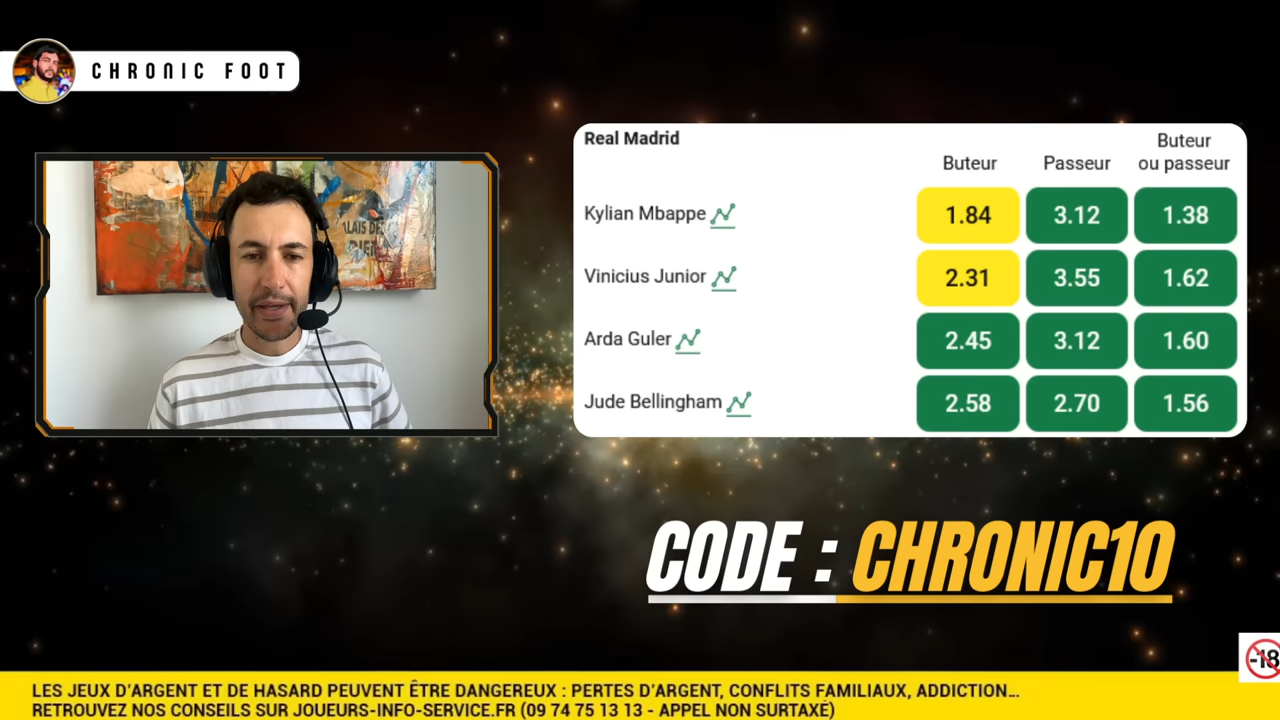 CHRONIC FOOT
Real Madrid
Buteur
Passeur
Buteur
ou passeur
Kylian Mbappe
1.84
3.12
1.38
Vinicius Junior
2.31
3.55
1.62
Arda Guler
2.45
3.12
1.60
Jude Bellingham
2.58
2.70
1.56
CODE : CHRONIC10
-18
LES JEUX D'ARGENT ET DE HASARD PEUVENT ÊTRE DANGEREUX : PERTES D'ARGENT, CONFLITS FAMILIAUX, ADDICTION...
RETROUVEZ NOS CONSEILS SUR JOUEURS-INFO-SERVICE.FR (09 74 75 13 13 - APPEL NON SURTAXÉ)